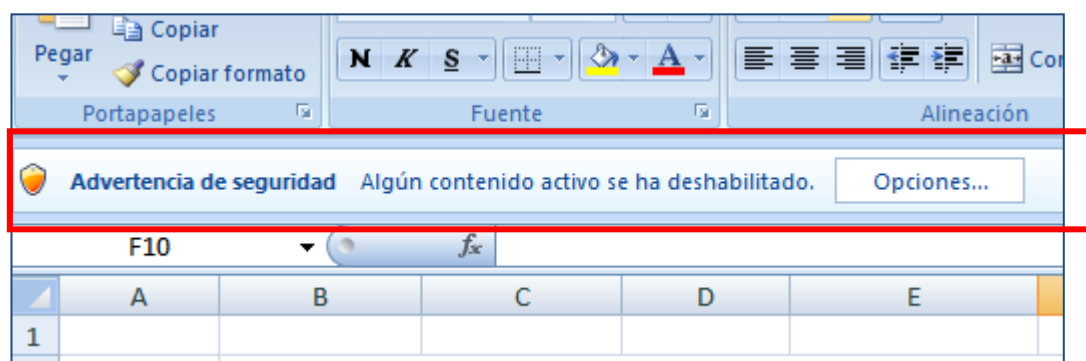 Copiar
Pegar
Copiar formato
N K S A
Portapapeles
Fuente
Alineación
Advertencia de seguridad Algún contenido activo se ha deshabilitado. Opciones...
F10 fx
A B C D E
1